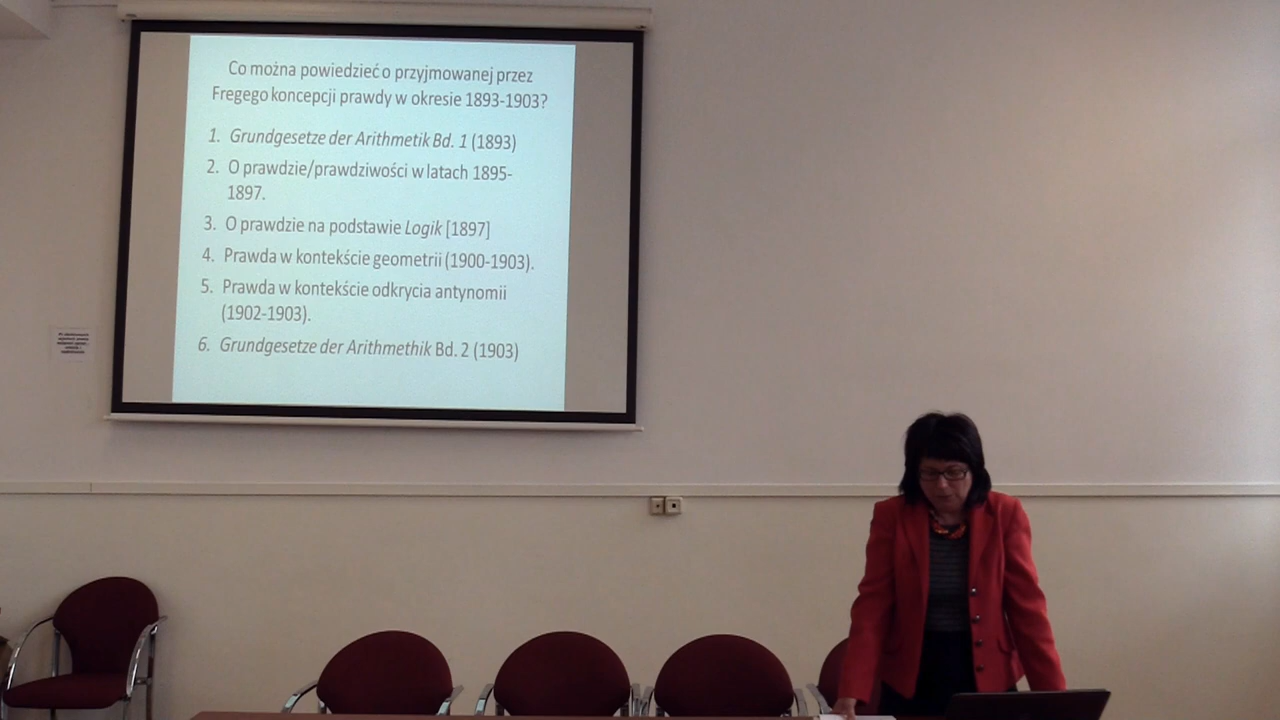 Co można powiedzieć o przyjmowanej przez
Fregego koncepcji prawdy w okresie 1893-1903?
1. Grundgesetze der Arithmetik Bd. 1 (1893)
2. O prawdzie/prawdziwości w latach 1895-
1897.
3. O prawdzie na podstawie Logik [1897]
4. Prawda w kontekście geometrii (1900-1903).
5. Prawda w kontekście odkrycia antynomii
(1902-1903).
6. Grundgesetze der Arithmethik Bd. 2 (1903)